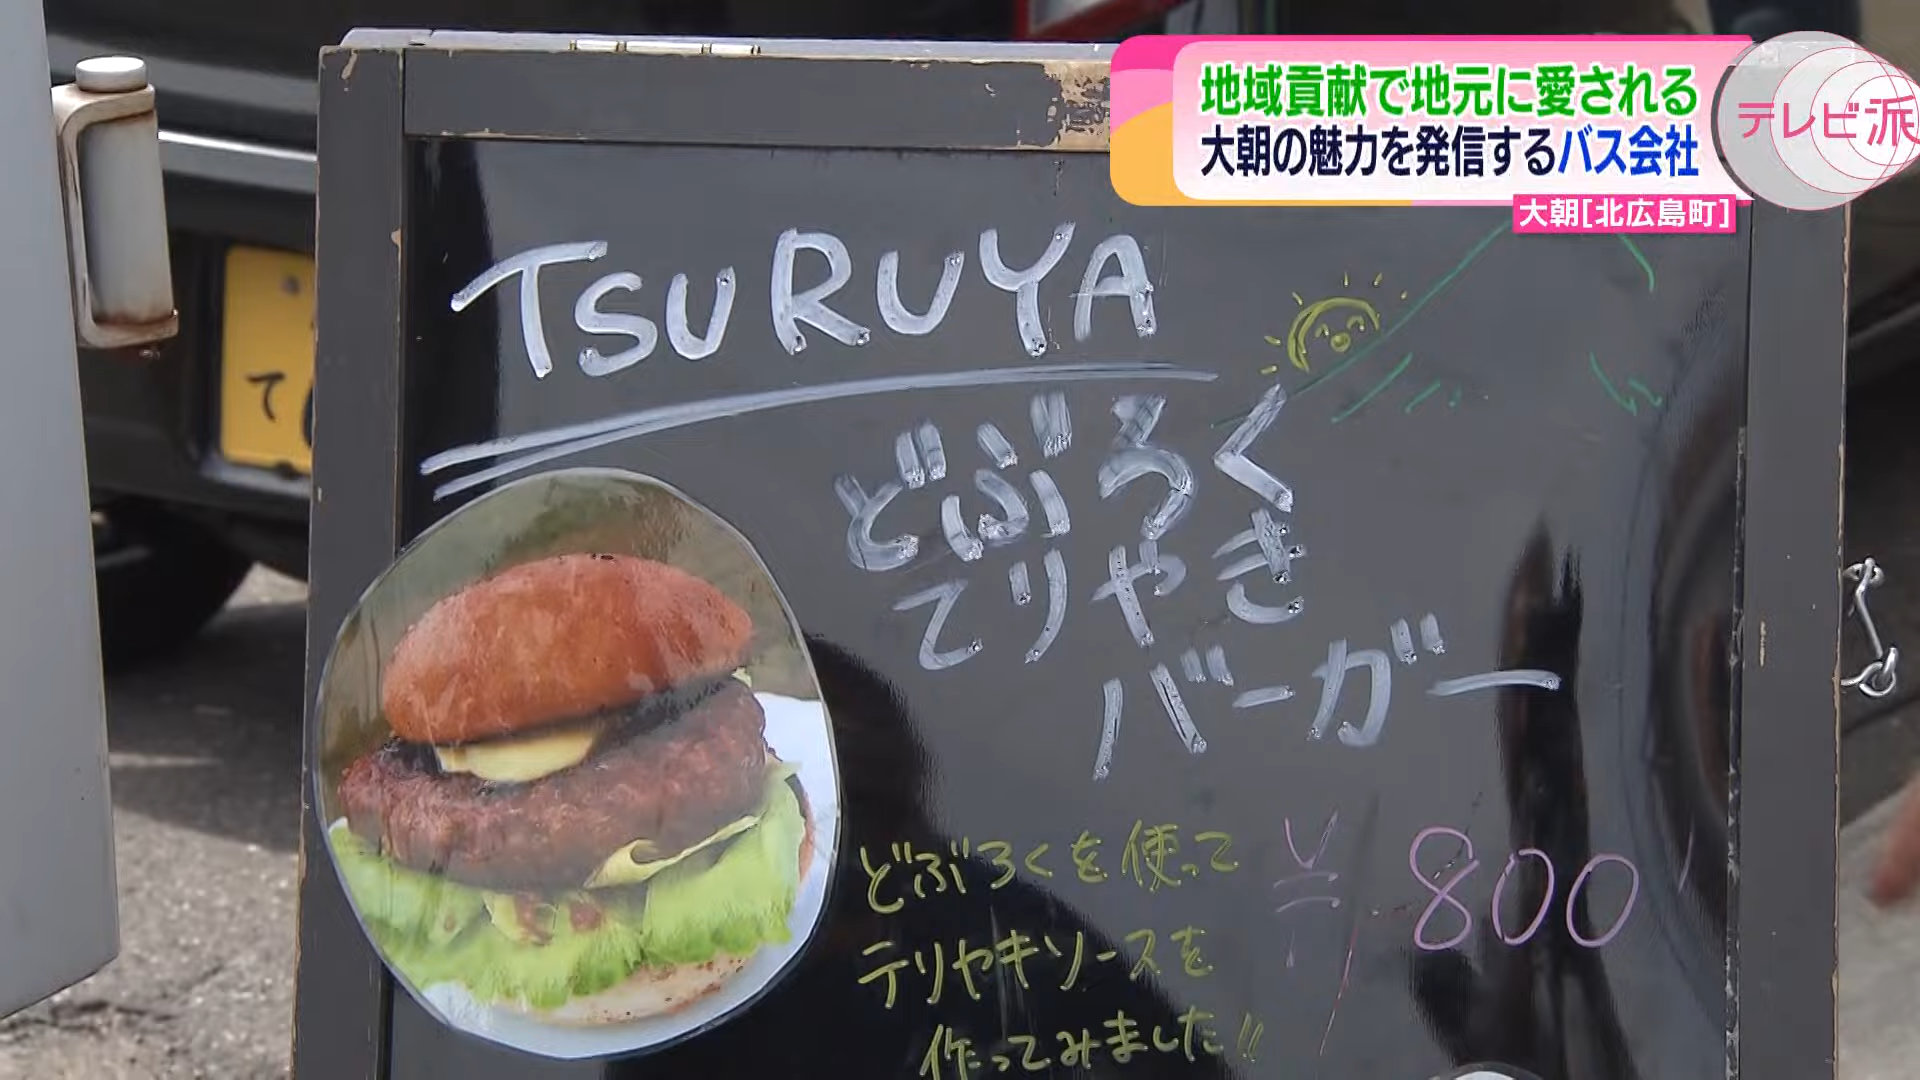 地域貢献で地元に愛される
大朝の魅力を発信するバス会社
テレビ派
大朝[北広島町]
TSURUYA
どぶろく
てりやき
バーガー
どぶろくを使って
テリヤキソースを
作ってみました!!
¥800
て